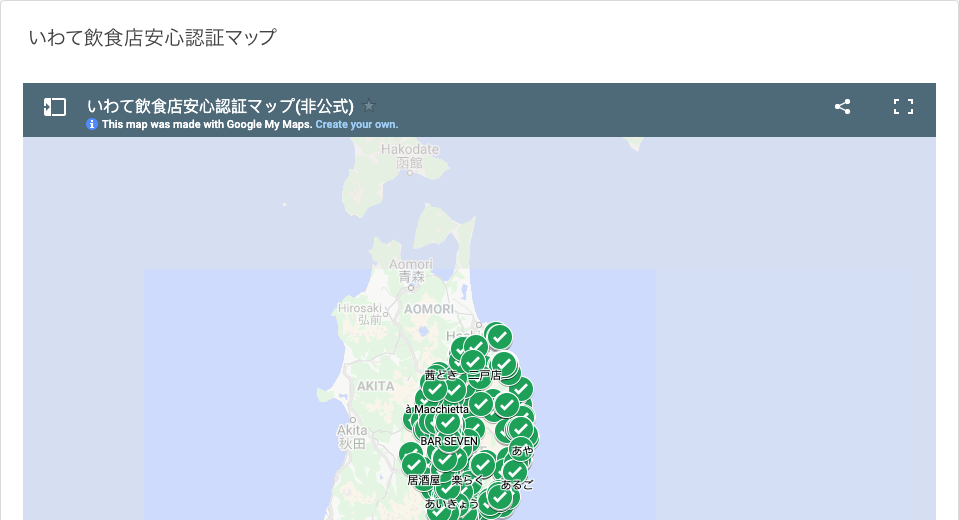 いわて飲食店安心認証マップ
いわて飲食店安心認証マップ(非公式)
This map was made with Google My Maps. Create your own.
Hakodate
函館
Aomori
青森
Hirosaki
弘前
AOMORI
茜とき
二戸店
AKITA
à Macchietta
Akita
秋田
BAR SEVEN
あや
居酒屋
楽らく
あるご
あいきょう